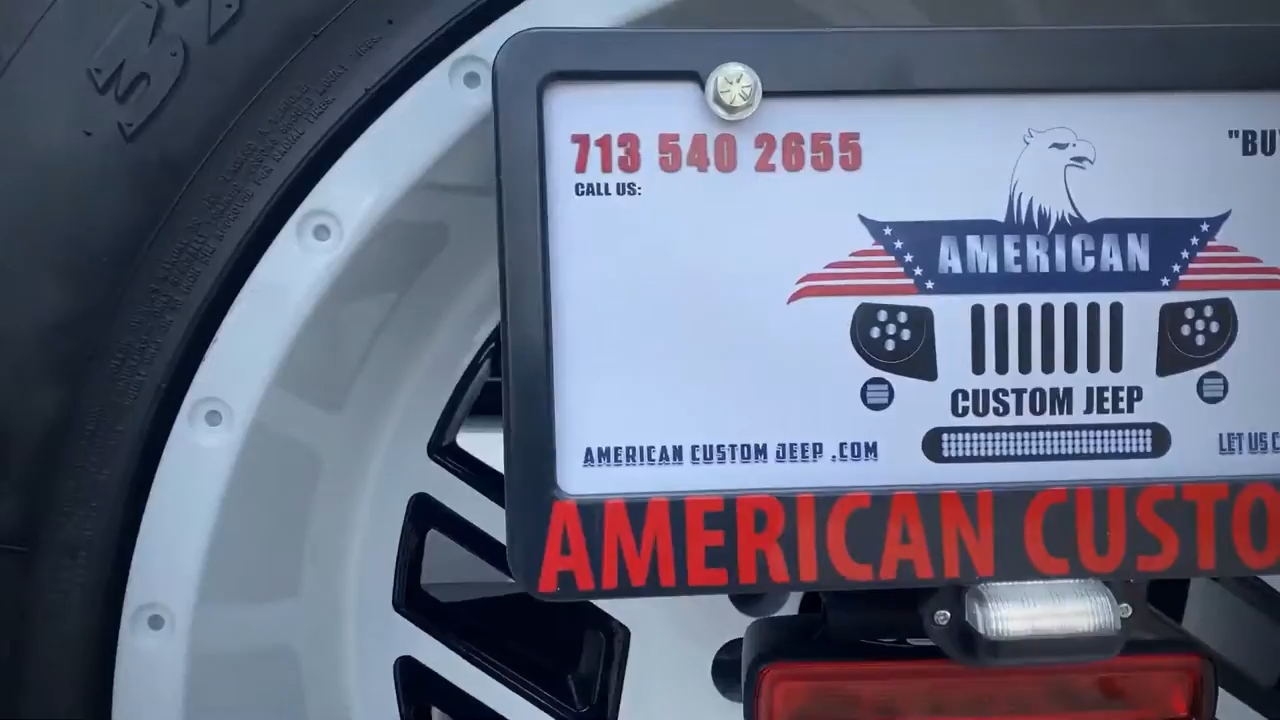 713 540 2655
CALL US:
"BU
AMERICAN
CUSTOM JEEP
AMERICAN CUSTOM JEEP .COM
LET US C
AMERICAN CUSTO